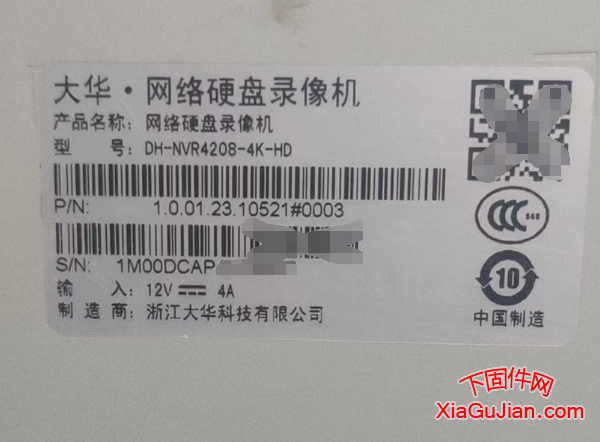 大华·网络硬盘录像机
产品名称: 网络硬盘录像机
型 号: DH-NVR4208-4K-HD
P/N: 1.0.01.23.10521#0003
S/N: 1M00DCAP
输 入: 12V⎓ 4A
制 造 商: 浙江大华科技有限公司
CCC S&E
10
中国制造
下固件网
XiaGuJian.com